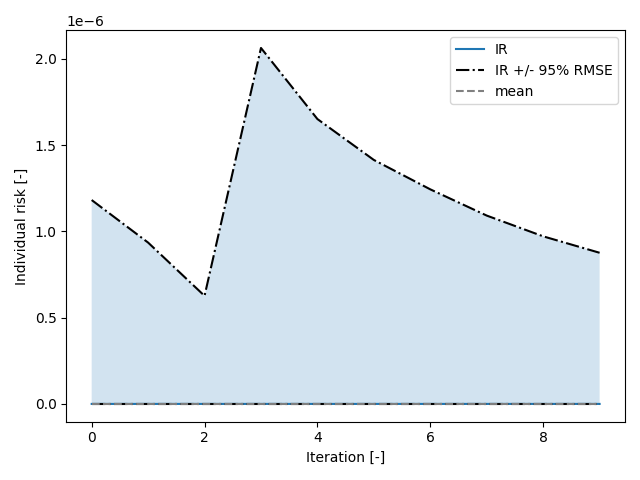 1e−6
IR
IR +/- 95% RMSE
mean
2.0
1.5
1.0
0.5
0.0
Individual risk [-]
0 2 4 6 8
Iteration [-]